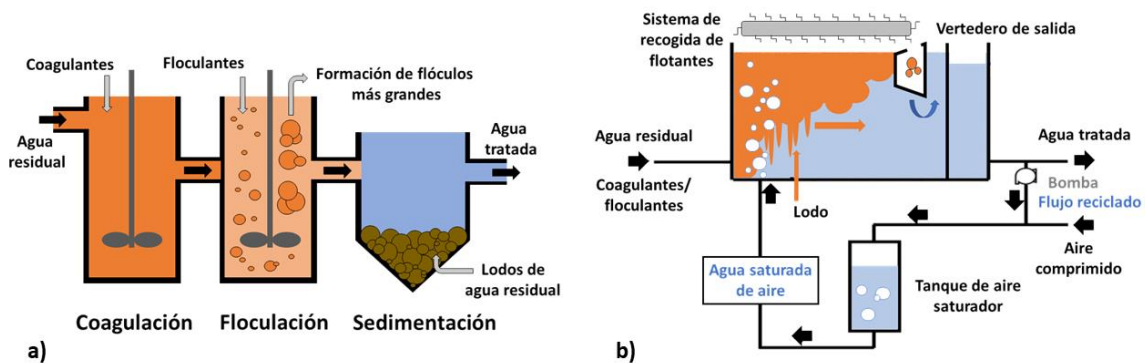 Coagulantes
Floculantes
Formación de flóculos
más grandes
Agua
residual
Agua
tratada
Lodos de
agua residual
Coagulación
Floculación
Sedimentación
a)
Sistema de
recogida de
flotantes
Vertedero de salida
Agua residual
Coagulantes/
floculantes
Lodo
Agua tratada
Bomba
Flujo reciclado
Aire
comprimido
Agua saturada
de aire
Tanque de aire
saturador
b)